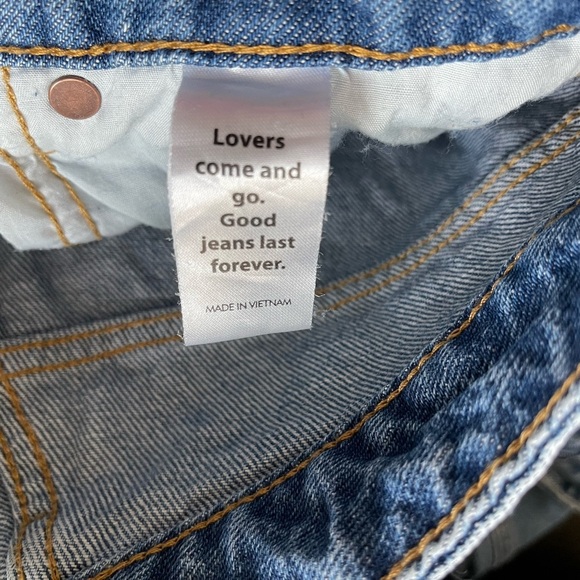 Lovers
come and
go.
Good
jeans last
forever.
MADE IN VIETNAM